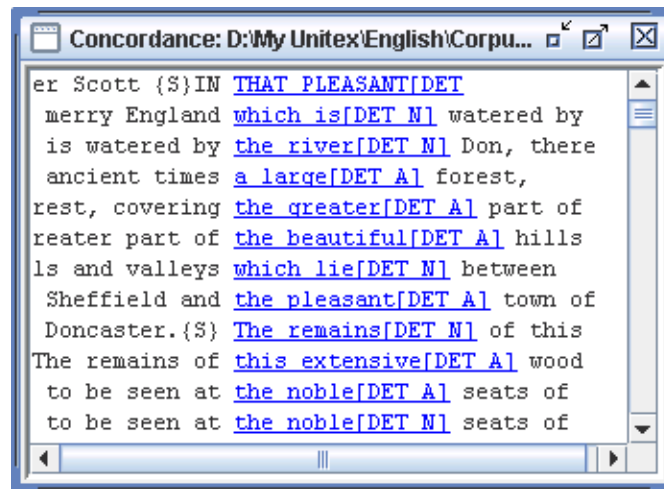 Concordance: D:\My Unitex\English\Corpu...
er Scott {S}IN THAT PLEASANT[DET
merry England which is[DET N] watered by
is watered by the river[DET N] Don, there
ancient times a large[DET A] forest,
rest, covering the greater[DET A] part of
reater part of the beautiful[DET A] hills
ls and valleys which lie[DET N] between
Sheffield and the pleasant[DET A] town of
Doncaster.{S} The remains[DET N] of this
The remains of this extensive[DET A] wood
to be seen at the noble[DET A] seats of
to be seen at the noble[DET N] seats of